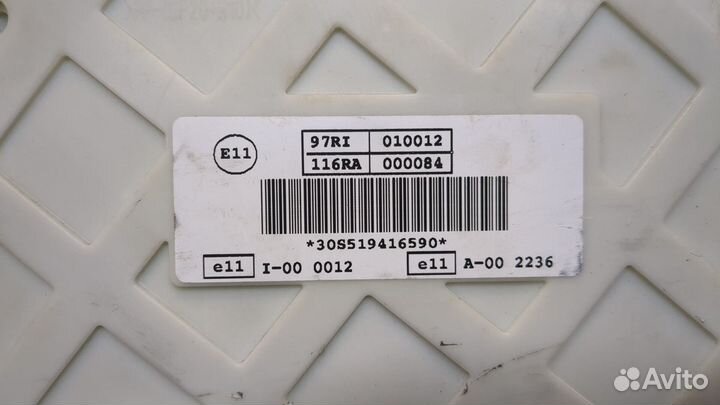 E11
97RI 010012
116RA 000084
*30S519416590*
e11 I-00 0012
e11 A-00 2236
Avito